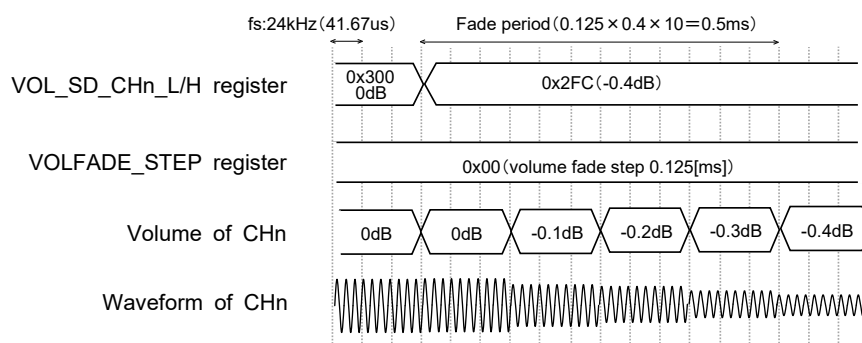 fs:24kHz(41.67us)
Fade period(0.125×0.4×10=0.5ms)
VOL_SD_CHn_L/H register
0x300
0dB
0x2FC(-0.4dB)
VOLFADE_STEP register
0x00(volume fade step 0.125[ms])
Volume of CHn
0dB
0dB
-0.1dB
-0.2dB
-0.3dB
-0.4dB
Waveform of CHn